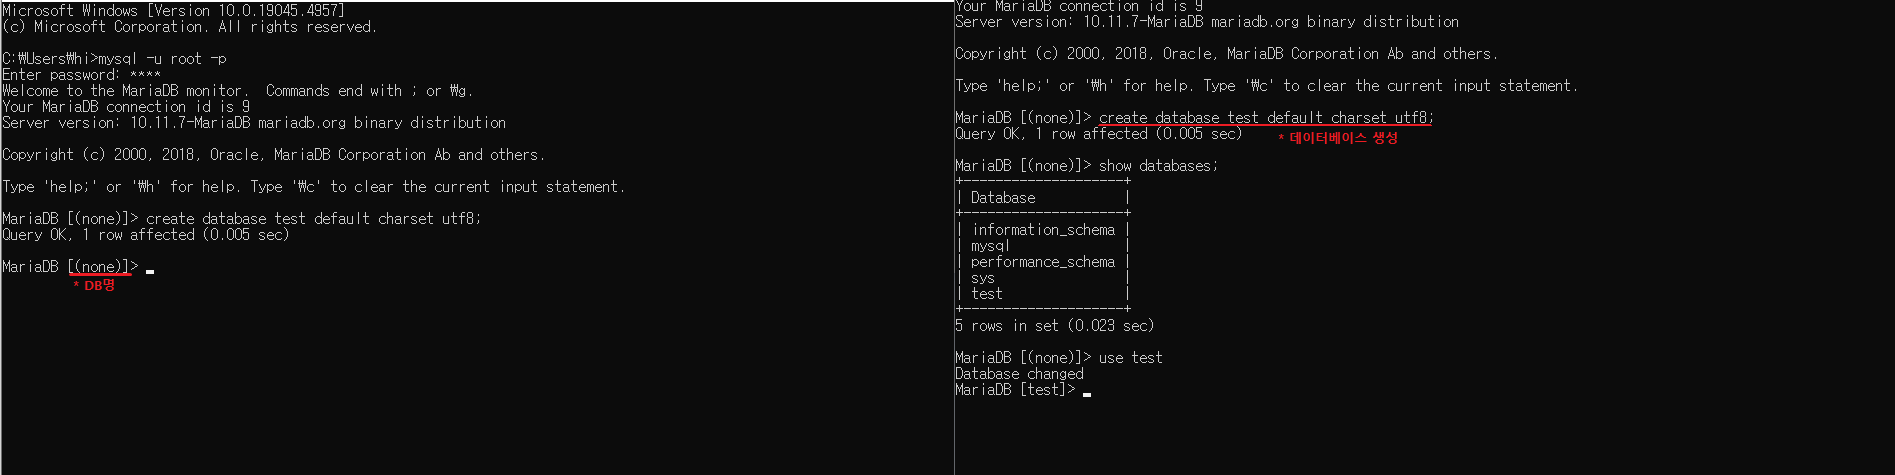 Microsoft Windows [Version 10.0.19045.4957]
(c) Microsoft Corporation. All rights reserved.
C:₩Users₩hi>mysql -u root -p
Enter password: ****
Welcome to the MariaDB monitor.  Commands end with ; or ₩g.
Your MariaDB connection id is 9
Server version: 10.11.7-MariaDB mariadb.org binary distribution
Copyright (c) 2000, 2018, Oracle, MariaDB Corporation Ab and others.
Type 'help;' or '₩h' for help. Type '₩c' to clear the current input statement.
MariaDB [(none)]> create database test default charset utf8;
Query OK, 1 row affected (0.005 sec)
MariaDB [(none)]>
* DB명
Your MariaDB connection id is 9
Server version: 10.11.7-MariaDB mariadb.org binary distribution
Copyright (c) 2000, 2018, Oracle, MariaDB Corporation Ab and others.
Type 'help;' or '₩h' for help. Type '₩c' to clear the current input statement.
MariaDB [(none)]> create database test default charset utf8;
Query OK, 1 row affected (0.005 sec)
* 데이터베이스 생성
MariaDB [(none)]> show databases;
+--------------------+
| Database           |
+--------------------+
| information_schema |
| mysql              |
| performance_schema |
| sys                |
| test               |
+--------------------+
5 rows in set (0.023 sec)
MariaDB [(none)]> use test
Database changed
MariaDB [test]>